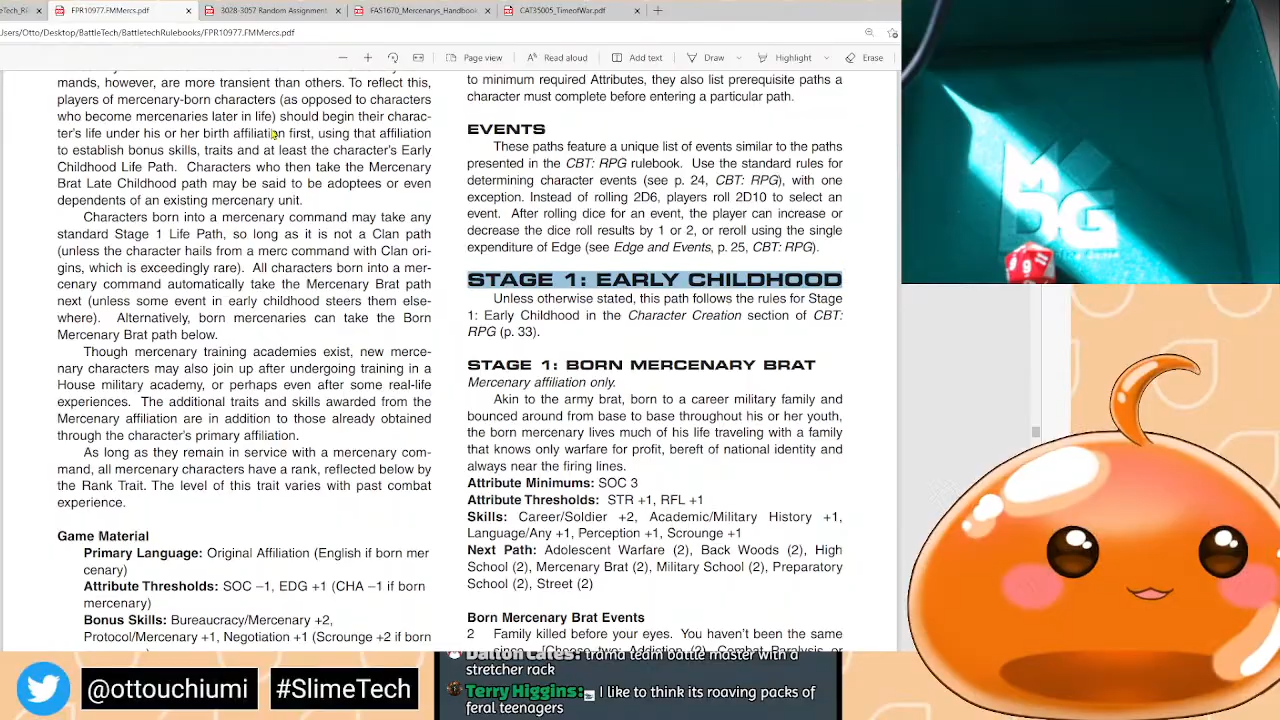 eTech_RI
FPR10977.FMMercs.pdf
3028-3057 Random Assignment
FAS1670_Mercenarys_Handbook
CAT35005_TimeofWar.pdf
Jsers/Otto/Desktop/BattleTech/BattletechRulebooks/FPR10977.FMMercs.pdf
Page view
Read aloud
Add text
Draw
Highlight
Erase
mands, however, are more transient than others. To reflect this,
players of mercenary-born characters (as opposed to characters
who become mercenaries later in life) should begin their charac-
ter's life under his or her birth affiliation first, using that affiliation
to establish bonus skills, traits and at least the character's Early
Childhood Life Path. Characters who then take the Mercenary
Brat Late Childhood path may be said to be adoptees or even
dependents of an existing mercenary unit.
Characters born into a mercenary command may take any
standard Stage 1 Life Path, so long as it is not a Clan path
(unless the character hails from a merc command with Clan ori-
gins, which is exceedingly rare). All characters born into a mer-
cenary command automatically take the Mercenary Brat path
next (unless some event in early childhood steers them else-
where). Alternatively, born mercenaries can take the Born
Mercenary Brat path below.
Though mercenary training academies exist, new merce-
nary characters may also join up after undergoing training in a
House military academy, or perhaps even after some real-life
experiences. The additional traits and skills awarded from the
Mercenary affiliation are in addition to those already obtained
through the character's primary affiliation.
As long as they remain in service with a mercenary com-
mand, all mercenary characters have a rank, reflected below by
the Rank Trait. The level of this trait varies with past combat
experience.
Game Material
Primary Language: Original Affiliation (English if born mer
cenary)
Attribute Thresholds: SOC –1, EDG +1 (CHA –1 if born
mercenary)
Bonus Skills: Bureaucracy/Mercenary +2,
Protocol/Mercenary +1, Negotiation +1 (Scrounge +2 if born
to minimum required Attributes, they also list prerequisite paths a
character must complete before entering a particular path.
EVENTS
These paths feature a unique list of events similar to the paths
presented in the CBT: RPG rulebook. Use the standard rules for
determining character events (see p. 24, CBT: RPG), with one
exception. Instead of rolling 2D6, players roll 2D10 to select an
event. After rolling dice for an event, the player can increase or
decrease the dice roll results by 1 or 2, or reroll using the single
expenditure of Edge (see Edge and Events, p. 25, CBT: RPG).
STAGE 1: EARLY CHILDHOOD
Unless otherwise stated, this path follows the rules for Stage
1: Early Childhood in the Character Creation section of CBT:
RPG (p. 33).
STAGE 1: BORN MERCENARY BRAT
Mercenary affiliation only.
Akin to the army brat, born to a career military family and
bounced around from base to base throughout his or her youth,
the born mercenary lives much of his life traveling with a family
that knows only warfare for profit, bereft of national identity and
always near the firing lines.
Attribute Minimums: SOC 3
Attribute Thresholds: STR +1, RFL +1
Skills: Career/Soldier +2, Academic/Military History +1,
Language/Any +1, Perception +1, Scrounge +1
Next Path: Adolescent Warfare (2), Back Woods (2), High
School (2), Mercenary Brat (2), Military School (2), Preparatory
School (2), Street (2)
Born Mercenary Brat Events
2 Family killed before your eyes. You haven't been the same
@ottouchiumi
#SlimeTech
Dalton Cates: trama team battle master with a
stretcher rack
Terry Higgins: I like to think its roaving packs of
feral teenagers